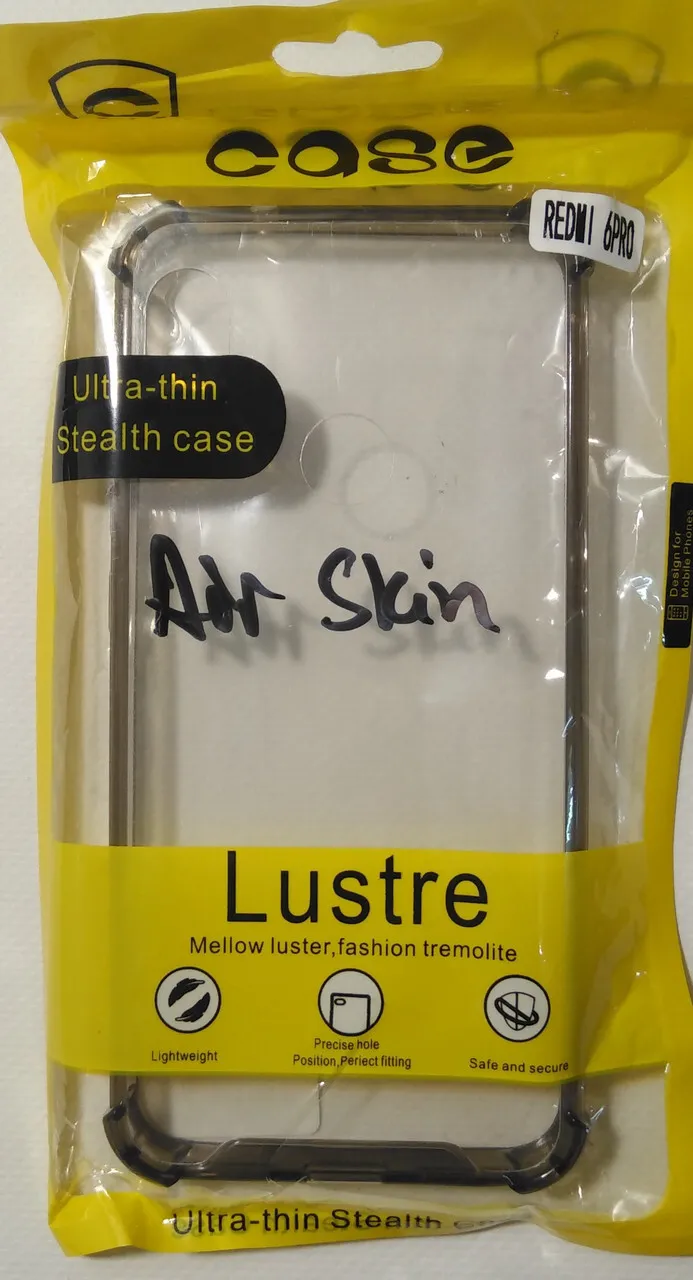 case
REDMI 6PRO
Ultra-thin
Stealth case
Design for
Mobile Phones
Adr Skin
Lustre
Mellow luster,fashion tremolite
Lightweight
Precise hole
Position,Periect fitting
Safe and secure
Ultra-thin Stealth